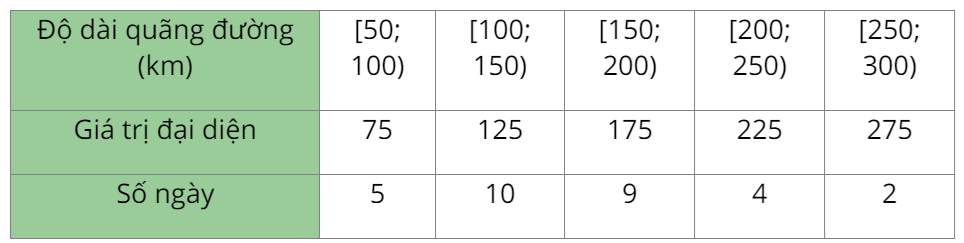 Độ dài quãng đường (km) [50; 100) [100; 150) [150; 200) [200; 250) [250; 300)
Giá trị đại diện 75 125 175 225 275
Số ngày 5 10 9 4 2